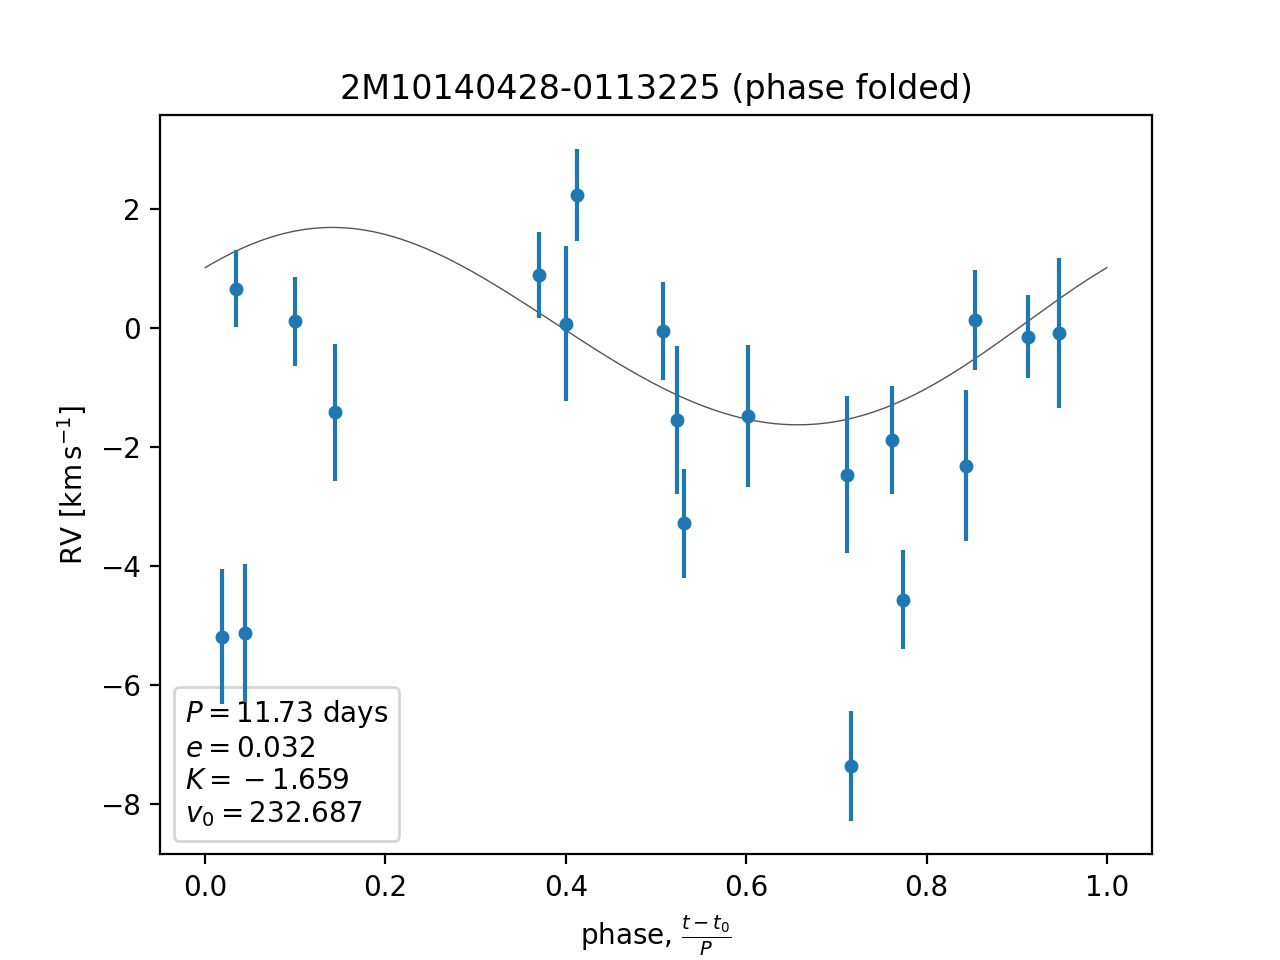 2M10140428-0113225 (phase folded)
2
0
−2
−4
−6
−8
RV [km s⁻¹]
P = 11.73 days
e = 0.032
K = −1.659
v₀ = 232.687
0.0 0.2 0.4 0.6 0.8 1.0
phase, (t − t₀)/P